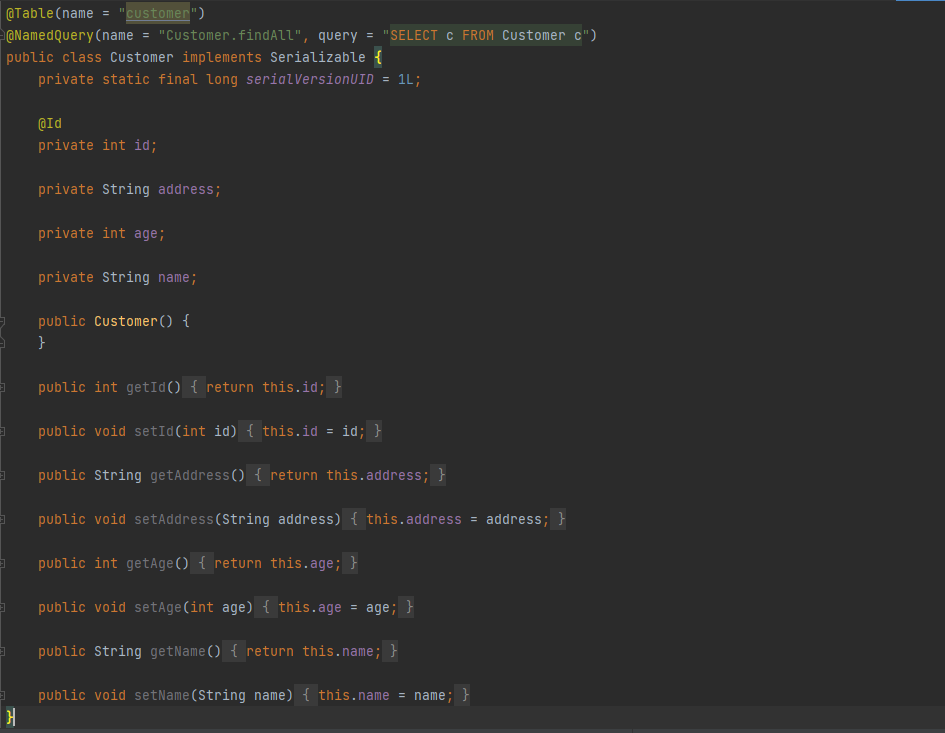 @Table(name = "customer")
@NamedQuery(name = "Customer.findAll", query = "SELECT c FROM Customer c")
public class Customer implements Serializable {
private static final long serialVersionUID = 1L;
@Id
private int id;
private String address;
private int age;
private String name;
public Customer() {
}
public int getId() { return this.id; }
public void setId(int id) { this.id = id; }
public String getAddress() { return this.address; }
public void setAddress(String address) { this.address = address; }
public int getAge() { return this.age; }
public void setAge(int age) { this.age = age; }
public String getName() { return this.name; }
public void setName(String name) { this.name = name; }
}